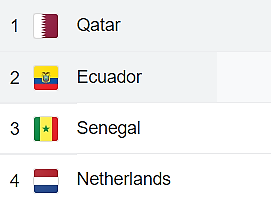 1 Qatar
2 Ecuador
3 Senegal
4 Netherlands